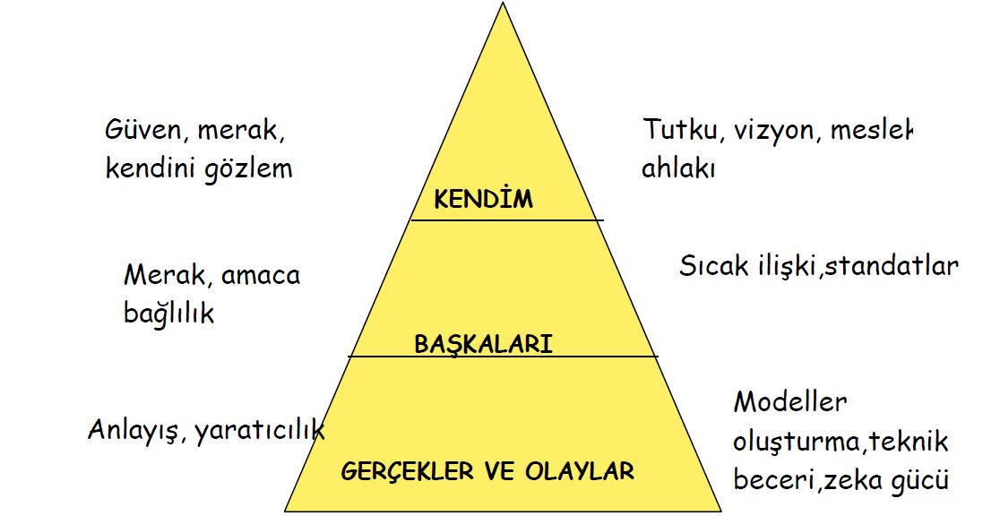 Güven, merak,
kendini gözlem
Tutku, vizyon, meslek
ahlakı
KENDİM
Merak, amaca
bağlılık
Sıcak ilişki,standatlar
BAŞKALARI
Anlayış, yaratıcılık
Modeller
oluşturma,teknik
beceri,zeka gücü
GERÇEKLER VE OLAYLAR